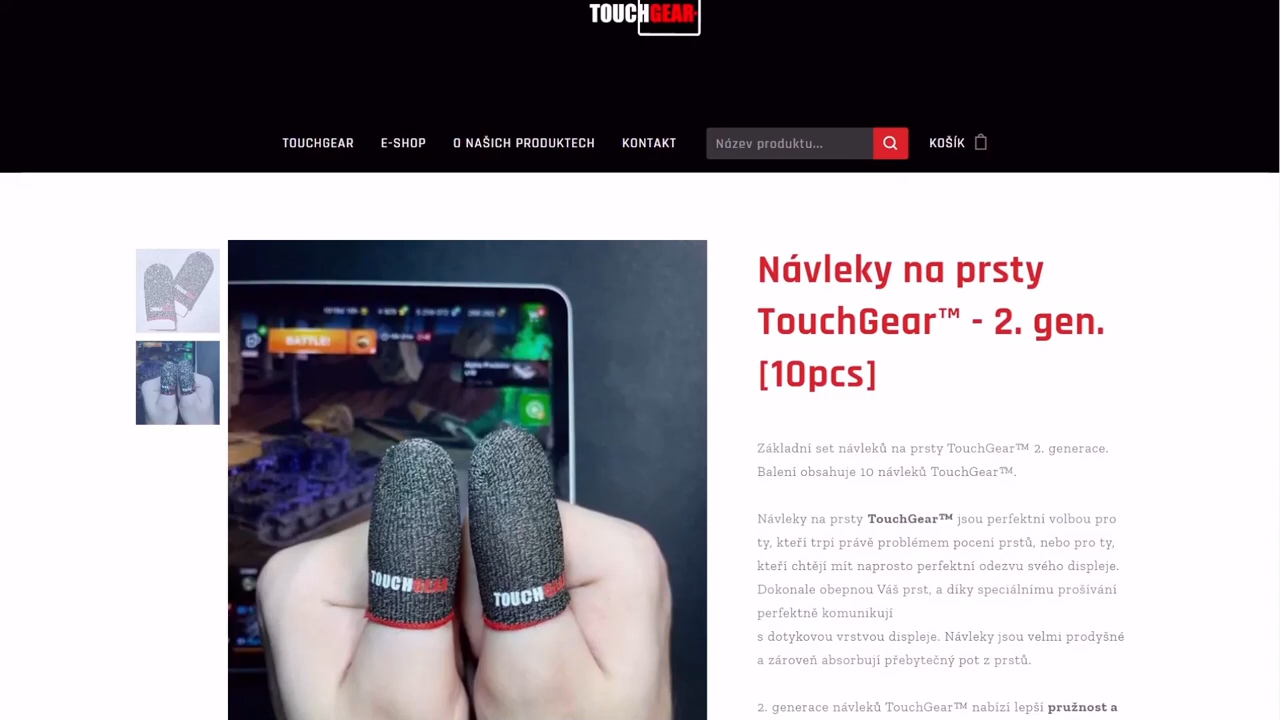 TOUCHGEAR
TOUCHGEAR
E-SHOP
O NAŠICH PRODUKTECH
KONTAKT
Název produktu...
KOŠÍK
BATTLE!
TOUCHGEAR
TOUCHGEAR
Návleky na prsty
TouchGear™ - 2. gen.
[10pcs]
Základní set návleků na prsty TouchGear™ 2. generace.
Balení obsahuje 10 návleků TouchGear™.
Návleky na prsty TouchGear™ jsou perfektní volbou pro
ty, kteří trpí právě problémem pocení prstů, nebo pro ty,
kteří chtějí mít naprosto perfektní odezvu svého displeje.
Dokonale obepnou Váš prst, a díky speciálnímu prošívání
perfektně komunikují
s dotykovou vrstvou displeje. Návleky jsou velmi prodyšné
a zároveň absorbují přebytečný pot z prstů.
2. generace návleků TouchGear™ nabízí lepší pružnost a